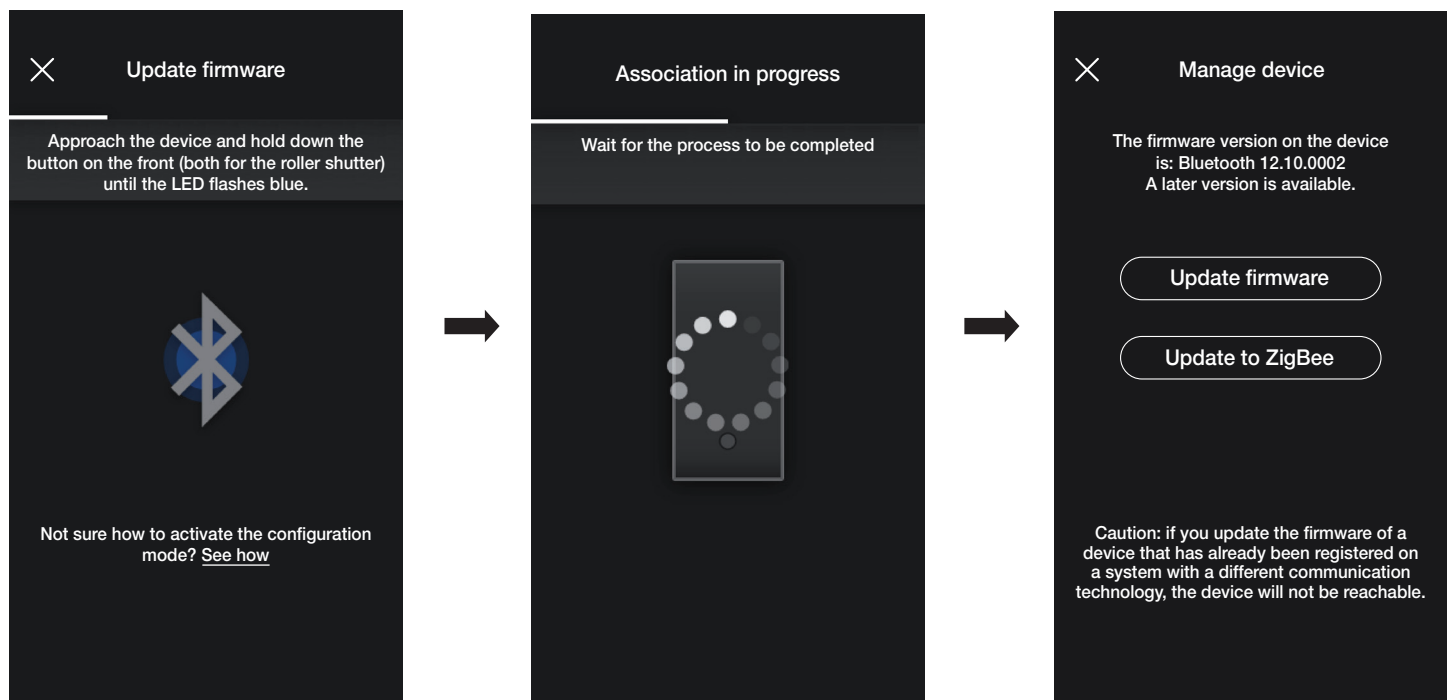 Update firmware
Approach the device and hold down the
button on the front (both for the roller shutter)
until the LED flashes blue.
Not sure how to activate the configuration
mode? See how
Association in progress
Wait for the process to be completed
Manage device
The firmware version on the device
is: Bluetooth 12.10.0002
A later version is available.
Update firmware
Update to ZigBee
Caution: if you update the firmware of a
device that has already been registered on
a system with a different communication
technology, the device will not be reachable.